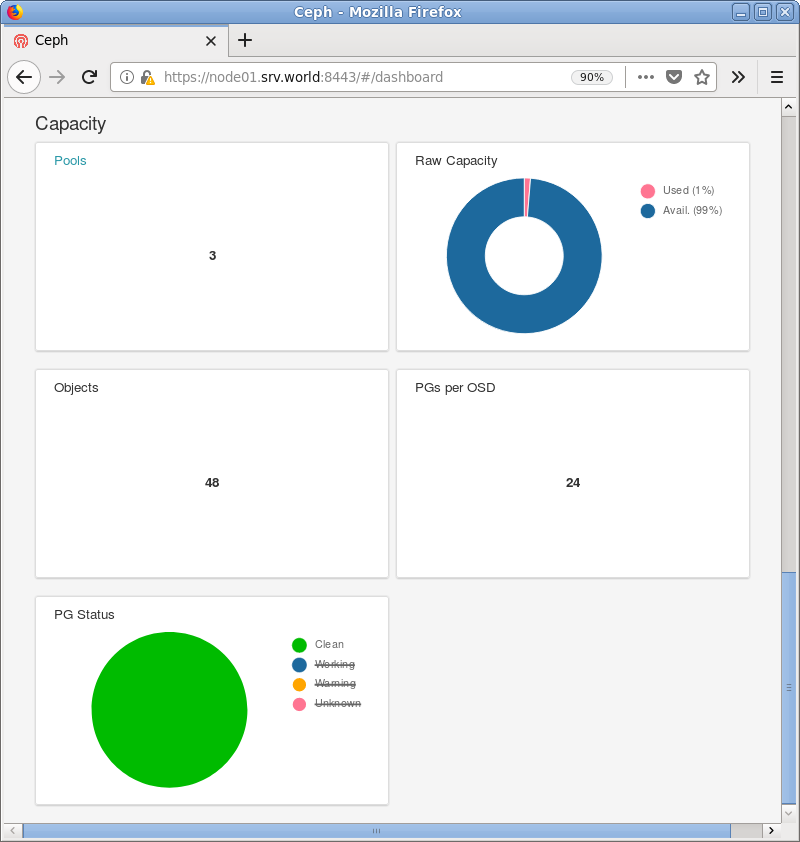 Ceph - Mozilla Firefox
Ceph
https://node01.srv.world:8443/#/dashboard 90%
Capacity
Pools
3
Raw Capacity
Used (1%)
Avail. (99%)
Objects
48
PGs per OSD
24
PG Status
Clean
Working
Warning
Unknown